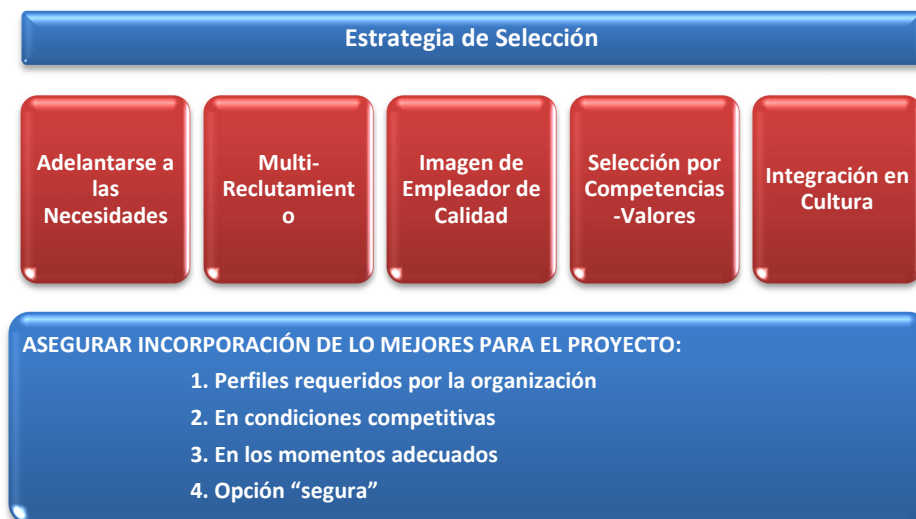 Estrategia de Selección
Adelantarse a
las
Necesidades
Multi-
Reclutamient
o
Imagen de
Empleador de
Calidad
Selección por
Competencias
-Valores
Integración en
Cultura
ASEGURAR INCORPORACIÓN DE LO MEJORES PARA EL PROYECTO:
1. Perfiles requeridos por la organización
2. En condiciones competitivas
3. En los momentos adecuados
4. Opción “segura”